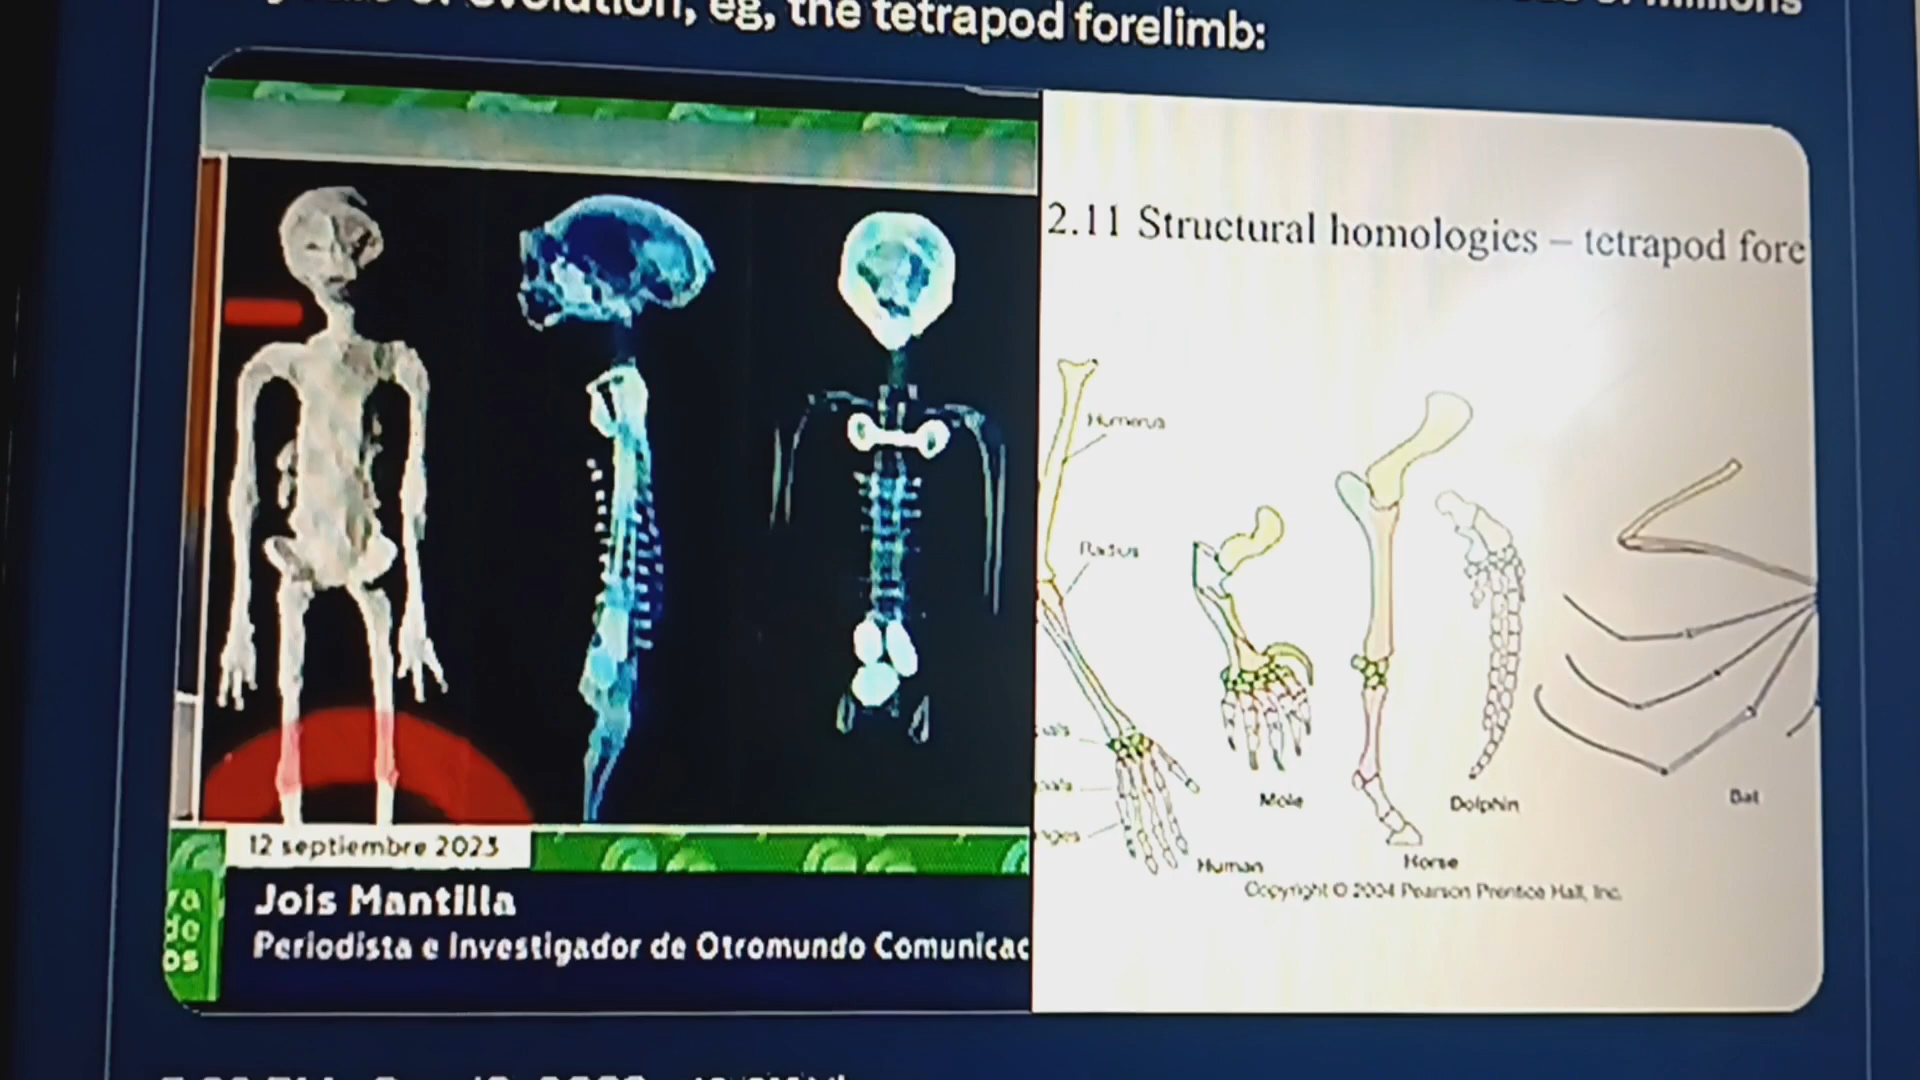 evolution, eg, the tetrapod forelimb:
2.11 Structural homologies – tetrapod fore
Humerus
Radius
Mole
Dolphin
Bat
Human
Horse
Copyright © 2004 Pearson Prentice Hall, Inc.
12 septiembre 2023
Jois Mantilla
Periodista e Investigador de Otromundo Comunicac